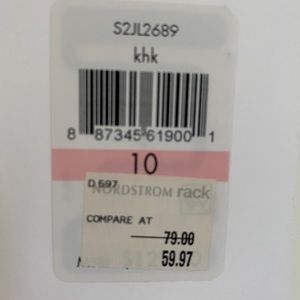 S2JL2689
khk
8 87345 61900 1
10
D 597
NORDSTROM rack
COMPARE AT
79.00
59.97